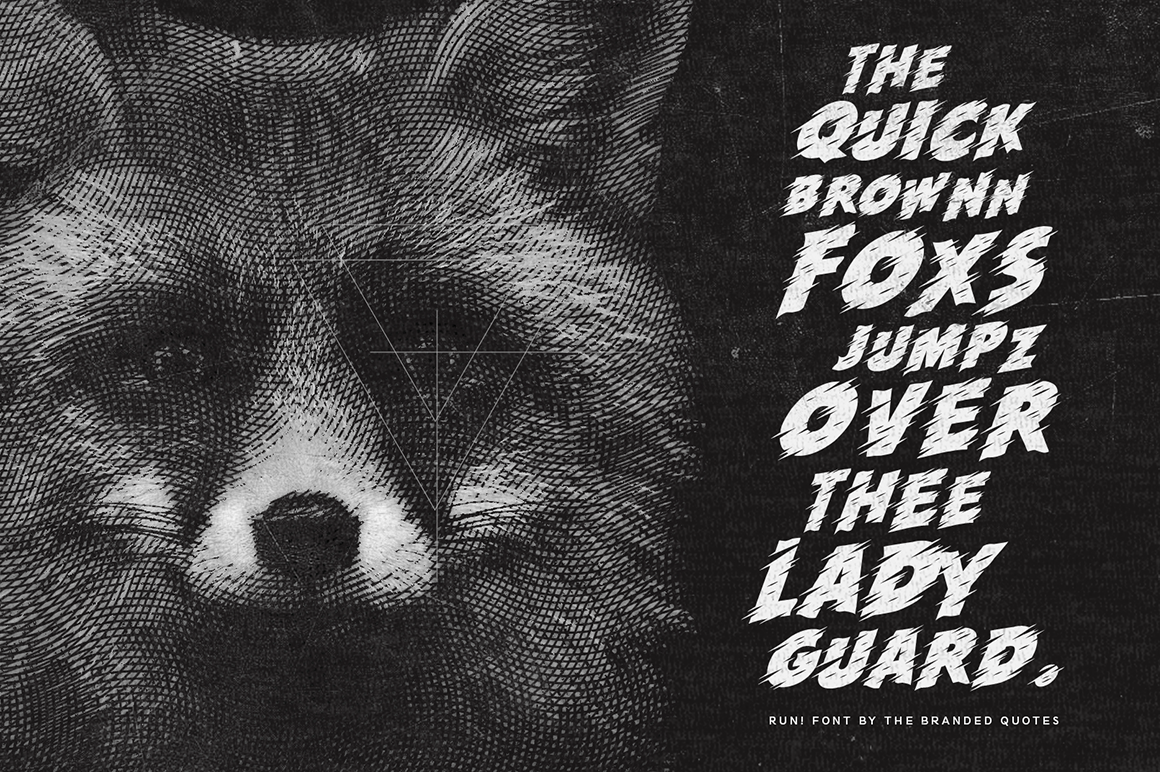 THE
QUICK
BROWNN
FOXS
JUMPZ
OVER
THEE
LADY
GUARD.
RUN! FONT BY THE BRANDED QUOTES